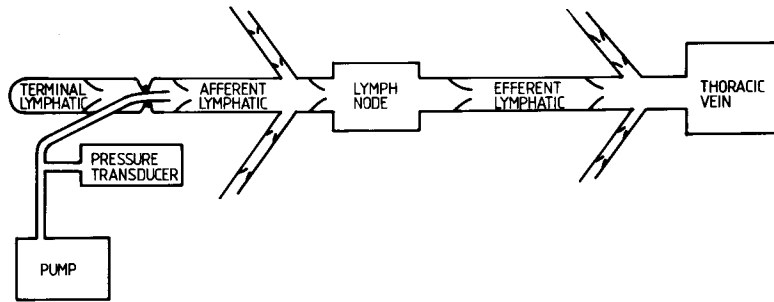 TERMINAL
LYMPHATIC
AFFERENT
LYMPHATIC
LYMPH
NODE
EFFERENT
LYMPHATIC
THORACIC
VEIN
PRESSURE
TRANSDUCER
PUMP